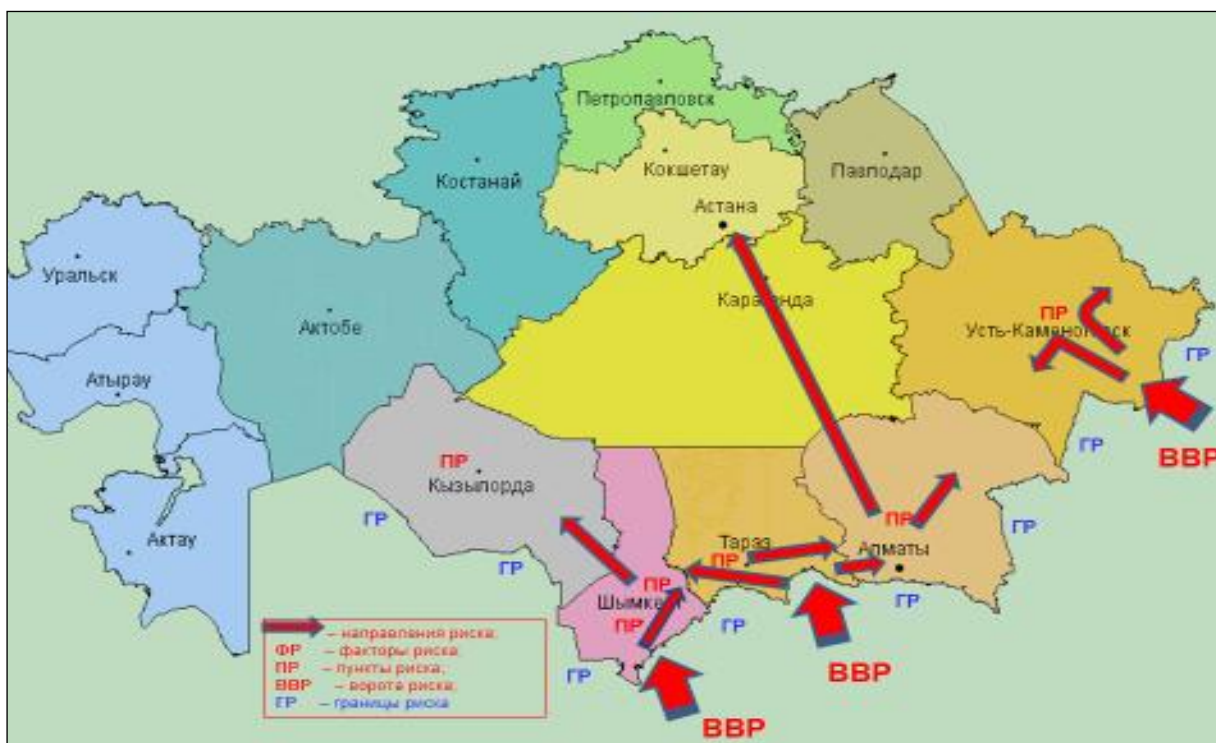 Петропавловск
Костанай
Кокшетау
Павлодар
Астана
Уральск
Караганда
ПР
Актобе
Усть-Каменогорск
ГР
Атырау
ГР
ВВР
ПР
Кызылорда
ПР
ГР
ГР
Актау
Тараз
Алматы
ПР
ГР
ПР
ГР
Шымкент
ПР
ГР
ГР
ВВР
ВВР
– направления риска;
ФР – факторы риска
ПР – пункты риска;
ВВР – ворота риска;
ГР – границы риска